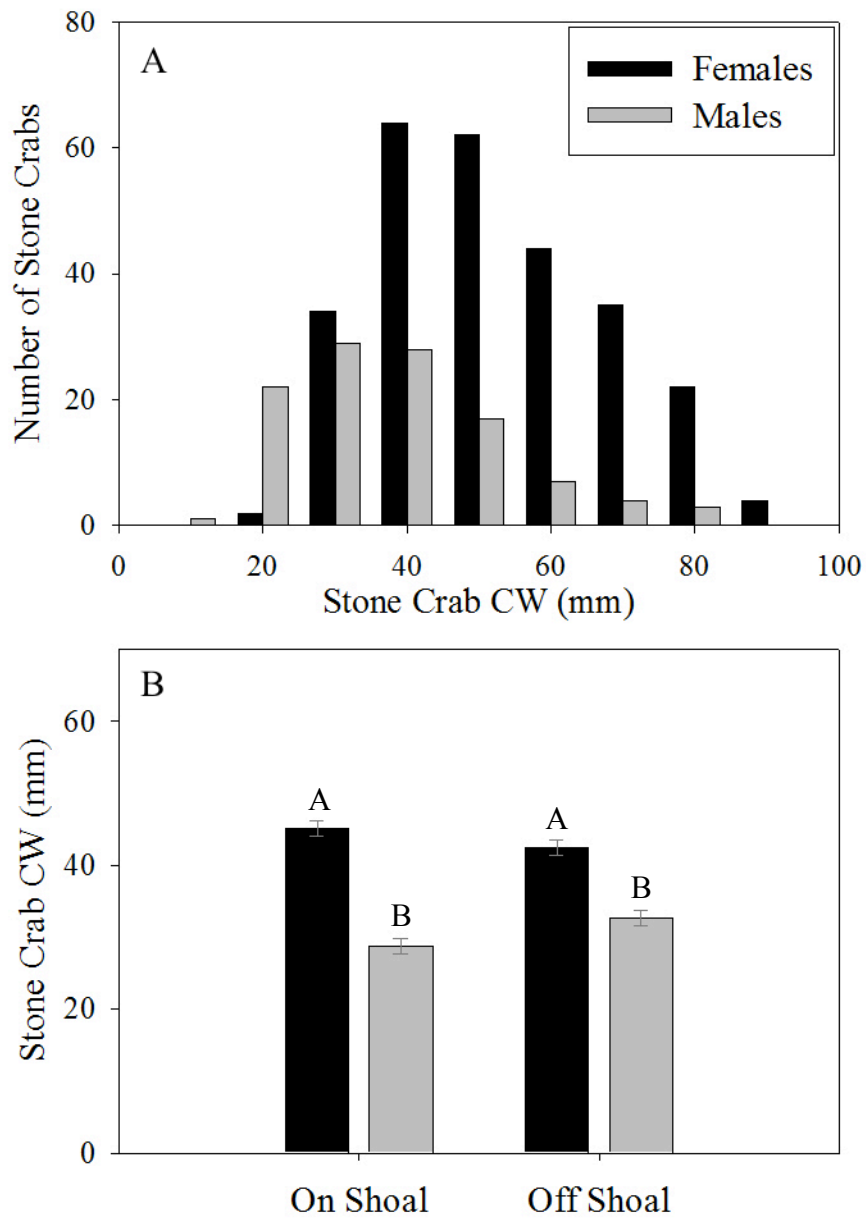 A
Females
Males
80
60
40
20
0
Number of Stone Crabs
0 20 40 60 80 100
Stone Crab CW (mm)
B
60
40
20
0
Stone Crab CW (mm)
A B A B
On Shoal Off Shoal